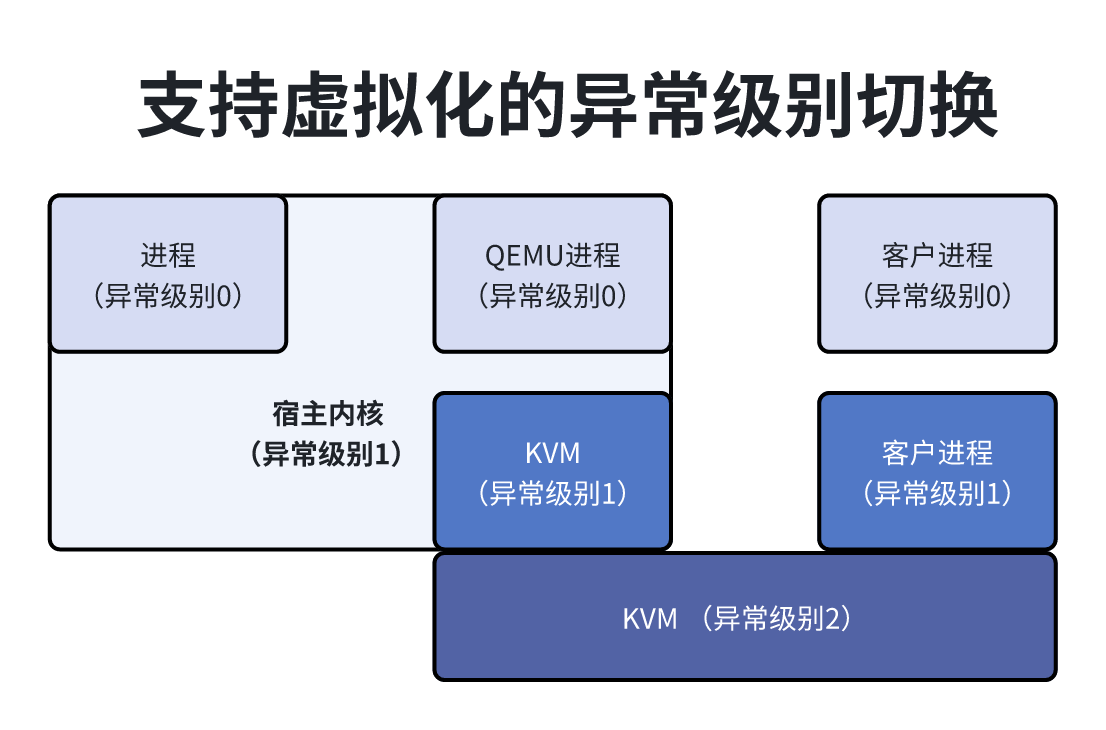 支持虚拟化的异常级别切换
进程
（异常级别0）
QEMU进程
（异常级别0）
客户进程
（异常级别0）
宿主内核
（异常级别1）
KVM
（异常级别1）
客户进程
（异常级别1）
KVM （异常级别2）